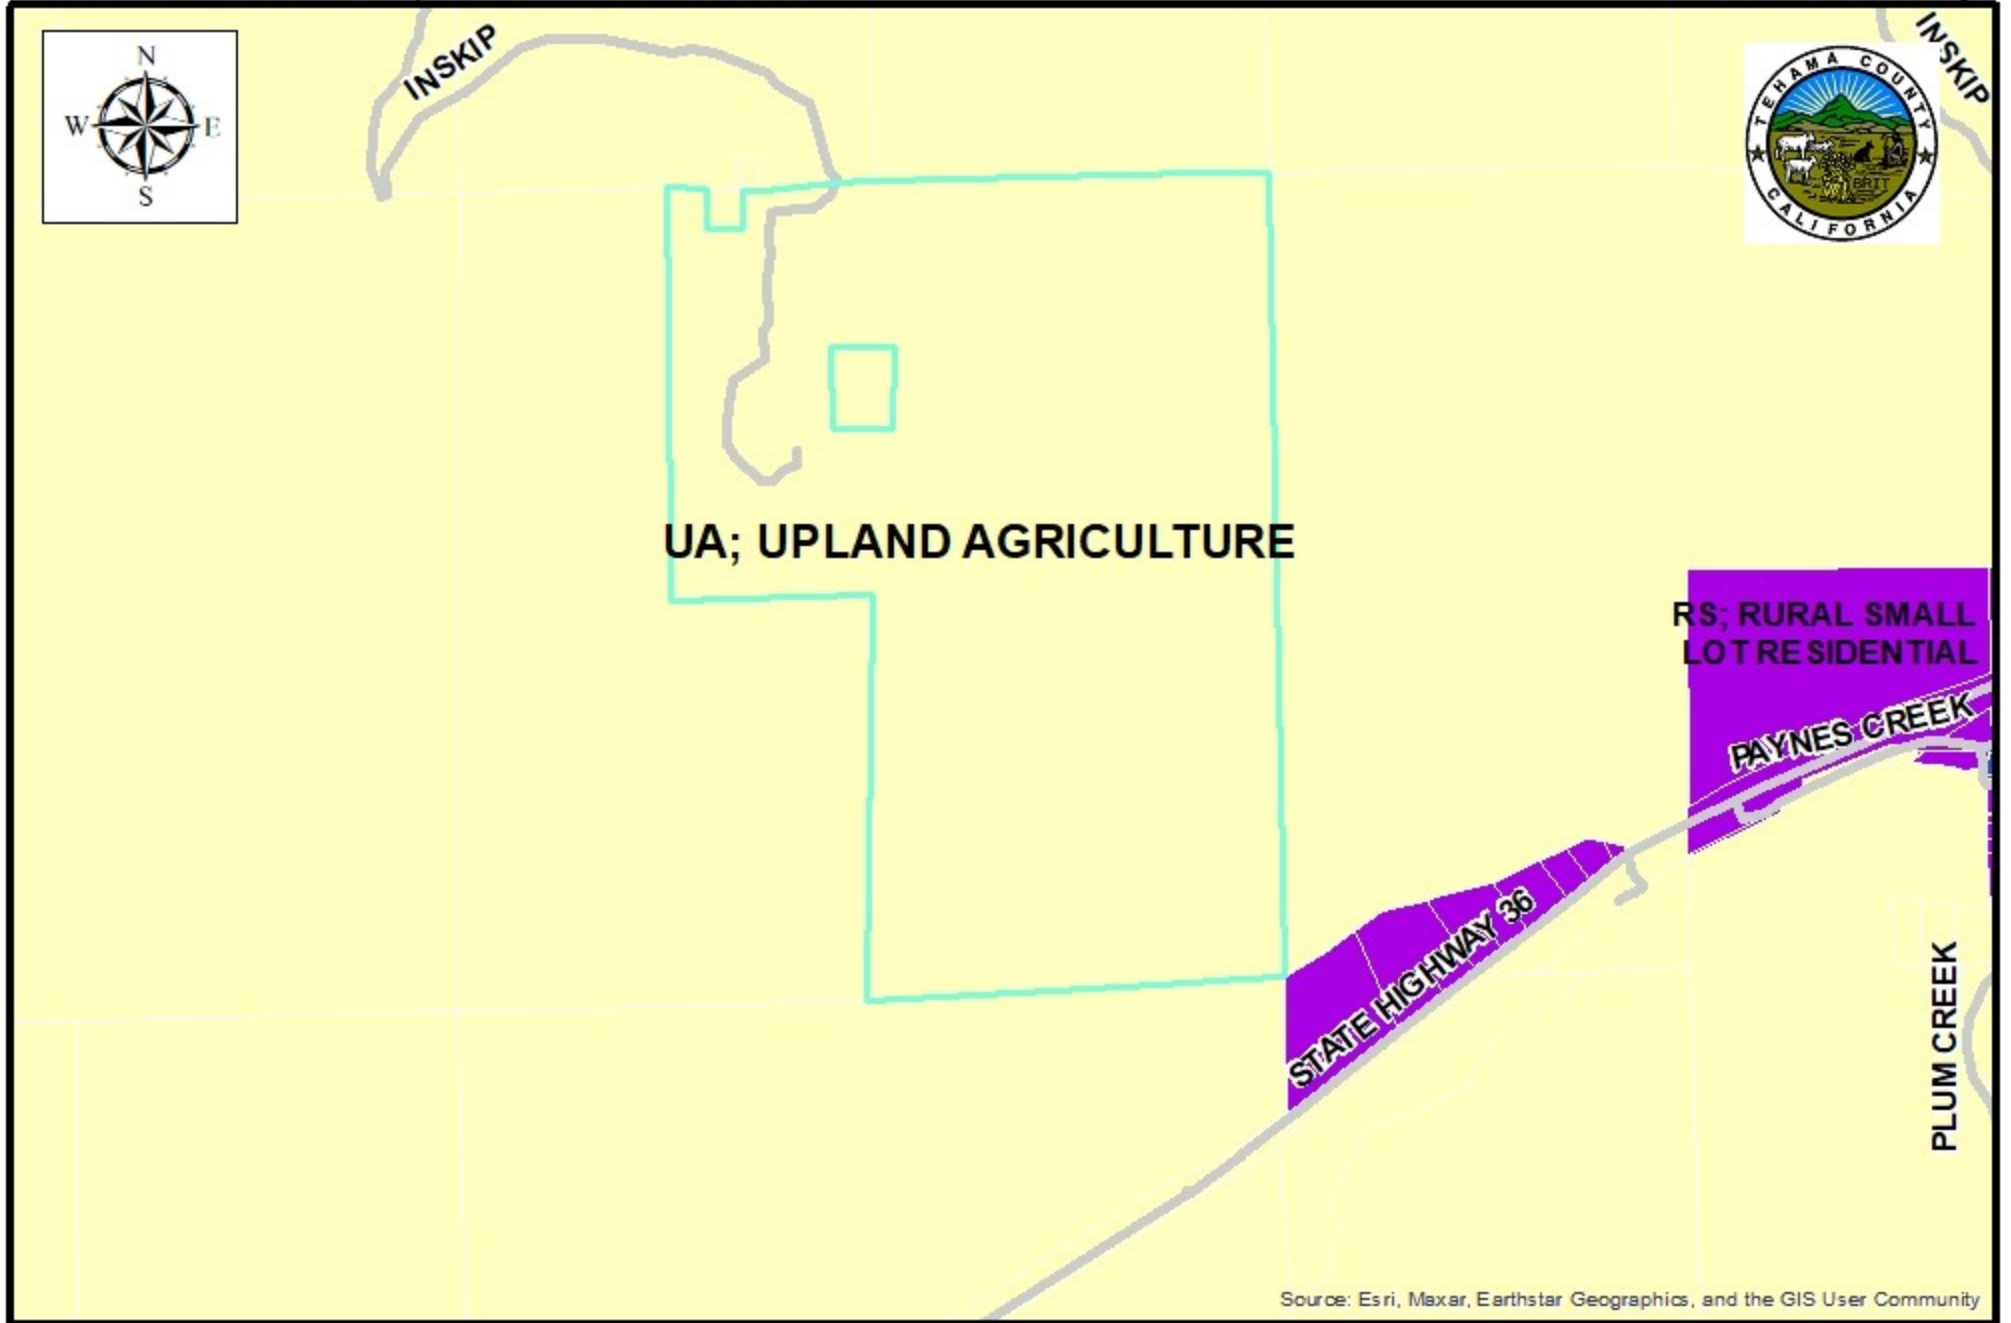 N
W E
S
INSKIP
INSKIP
TEHAMA COUNTY
CALIFORNIA
BRIT
UA; UPLAND AGRICULTURE
RS; RURAL SMALL
LOT RESIDENTIAL
PAYNES CREEK
STATE HIGHWAY 36
PLUM CREEK
Source: Esri, Maxar, Earthstar Geographics, and the GIS User Community